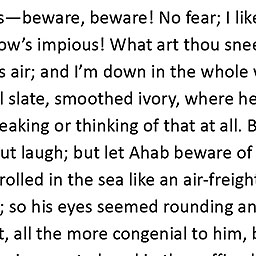 s—beware, beware! No fear; I like
ow's impious! What art thou snee
s air; and I'm down in the whole v
l slate, smoothed ivory, where he
eaking or thinking of that at all. B
ut laugh; but let Ahab beware of
rolled in the sea like an air-freight
; so his eyes seemed rounding an
t, all the more congenial to him, b